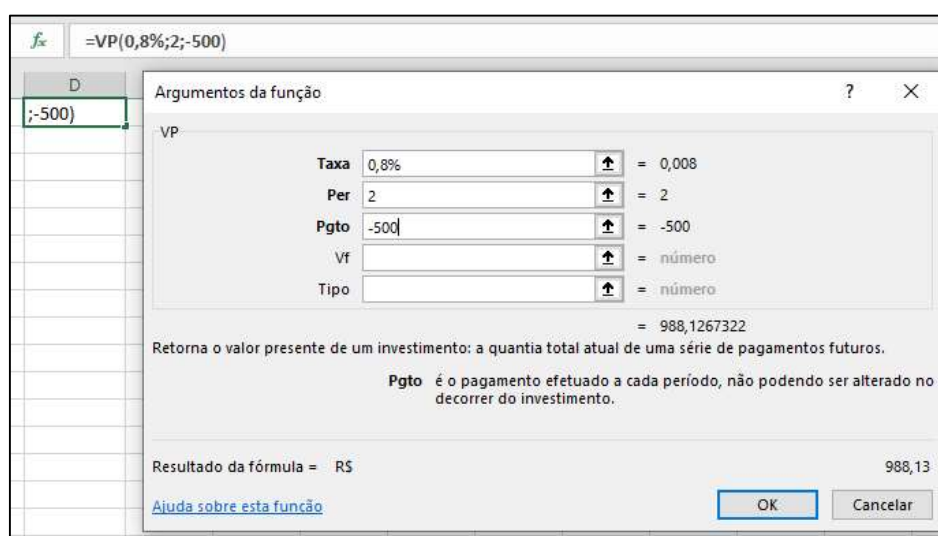 fx =VP(0,8%;2;-500)
D
;-500)
Argumentos da função ? ×
VP
Taxa 0,8% = 0,008
Per 2 = 2
Pgto -500 = -500
Vf = número
Tipo = número
= 988,1267322
Retorna o valor presente de um investimento: a quantia total atual de uma série de pagamentos futuros.
Pgto é o pagamento efetuado a cada período, não podendo ser alterado no
decorrer do investimento.
Resultado da fórmula = R$ 988,13
Ajuda sobre esta função OK Cancelar